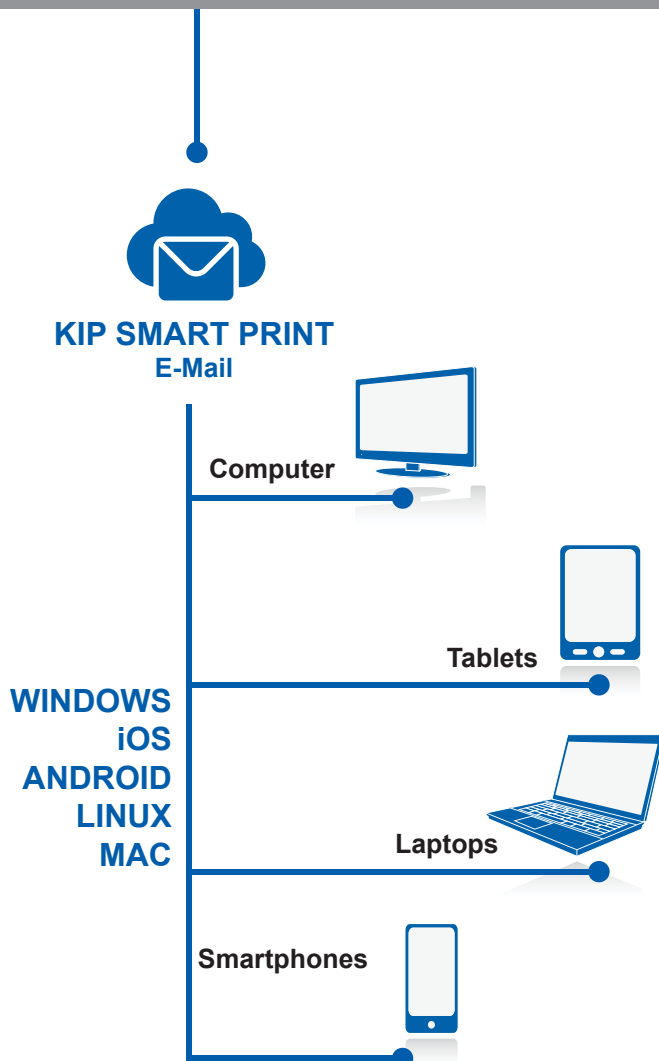 KIP SMART PRINT
E-Mail
Computer
Tablets
WINDOWS
iOS
ANDROID
LINUX
MAC
Laptops
Smartphones